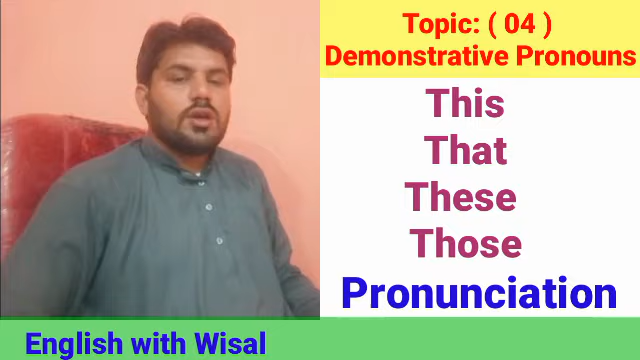 Topic: ( 04 )
Demonstrative Pronouns
This
That
These
Those
Pronunciation
English with Wisal